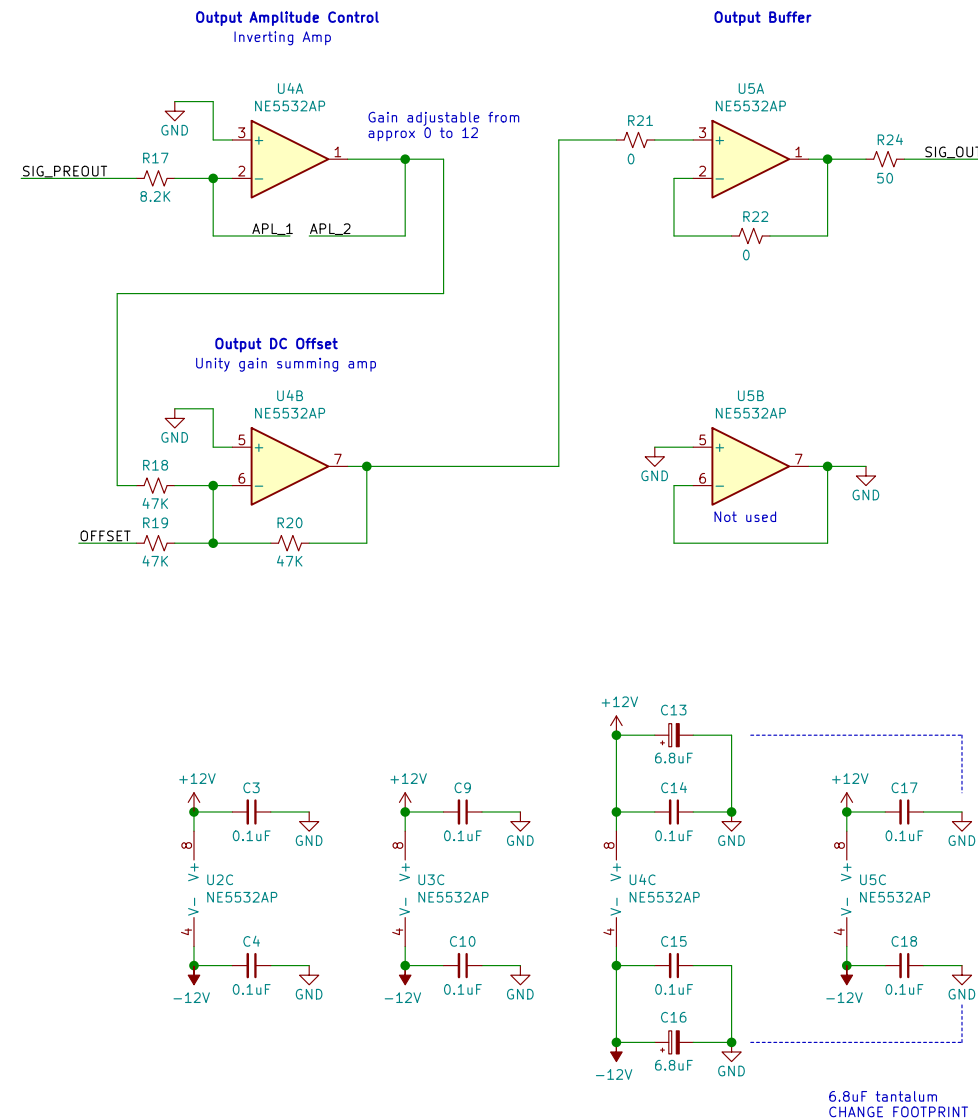 Output Amplitude Control
Inverting Amp
U4A
NE5532AP
Gain adjustable from
approx 0 to 12
GND
3
+
1
2
−
SIG_PREOUT
R17
8.2K
APL_1
APL_2
Output Buffer
U5A
NE5532AP
R21
0
3
+
1
2
−
R24
50
SIG_OUT
R22
0
Output DC Offset
Unity gain summing amp
U4B
NE5532AP
GND
5
+
7
6
−
R18
47K
OFFSET
R19
47K
R20
47K
U5B
NE5532AP
GND
5
+
7
6
−
GND
Not used
+12V
C3
0.1uF
GND
8
V+
U2C
NE5532AP
V−
4
C4
0.1uF
GND
−12V
+12V
C9
0.1uF
GND
8
V+
U3C
NE5532AP
V−
4
C10
0.1uF
GND
−12V
+12V
C13
+
6.8uF
C14
0.1uF
GND
8
V+
U4C
NE5532AP
V−
4
C15
0.1uF
C16
+
6.8uF
GND
−12V
+12V
C17
0.1uF
GND
8
V+
U5C
NE5532AP
V−
4
C18
0.1uF
GND
−12V
6.8uF tantalum
CHANGE FOOTPRINT